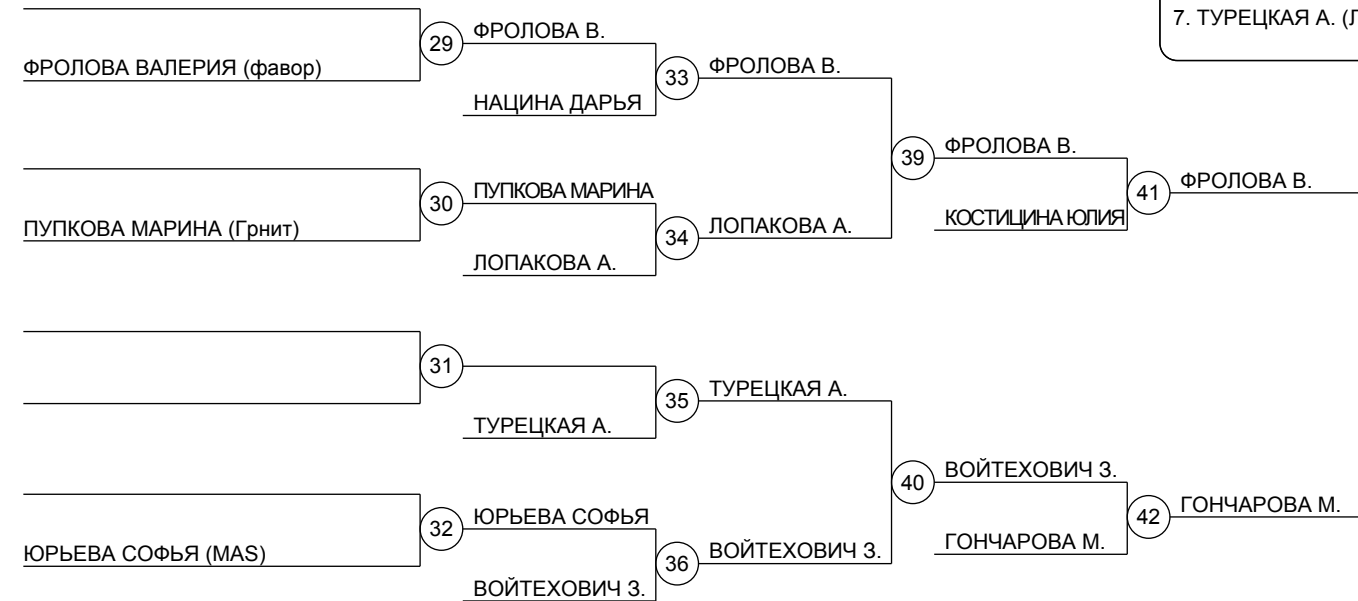 7. ТУРЕЦКАЯ А. (Л
29
ФРОЛОВА В.
ФРОЛОВА ВАЛЕРИЯ (фавор)
33
ФРОЛОВА В.
НАЦИНА ДАРЬЯ
39
ФРОЛОВА В.
30
ПУПКОВА МАРИНА
41
ФРОЛОВА В.
ПУПКОВА МАРИНА (Грнит)
34
ЛОПАКОВА А.
КОСТИЦИНА ЮЛИЯ
ЛОПАКОВА А.
31
35
ТУРЕЦКАЯ А.
ТУРЕЦКАЯ А.
40
ВОЙТЕХОВИЧ З.
32
ЮРЬЕВА СОФЬЯ
42
ГОНЧАРОВА М.
ЮРЬЕВА СОФЬЯ (MAS)
36
ВОЙТЕХОВИЧ З.
ГОНЧАРОВА М.
ВОЙТЕХОВИЧ З.